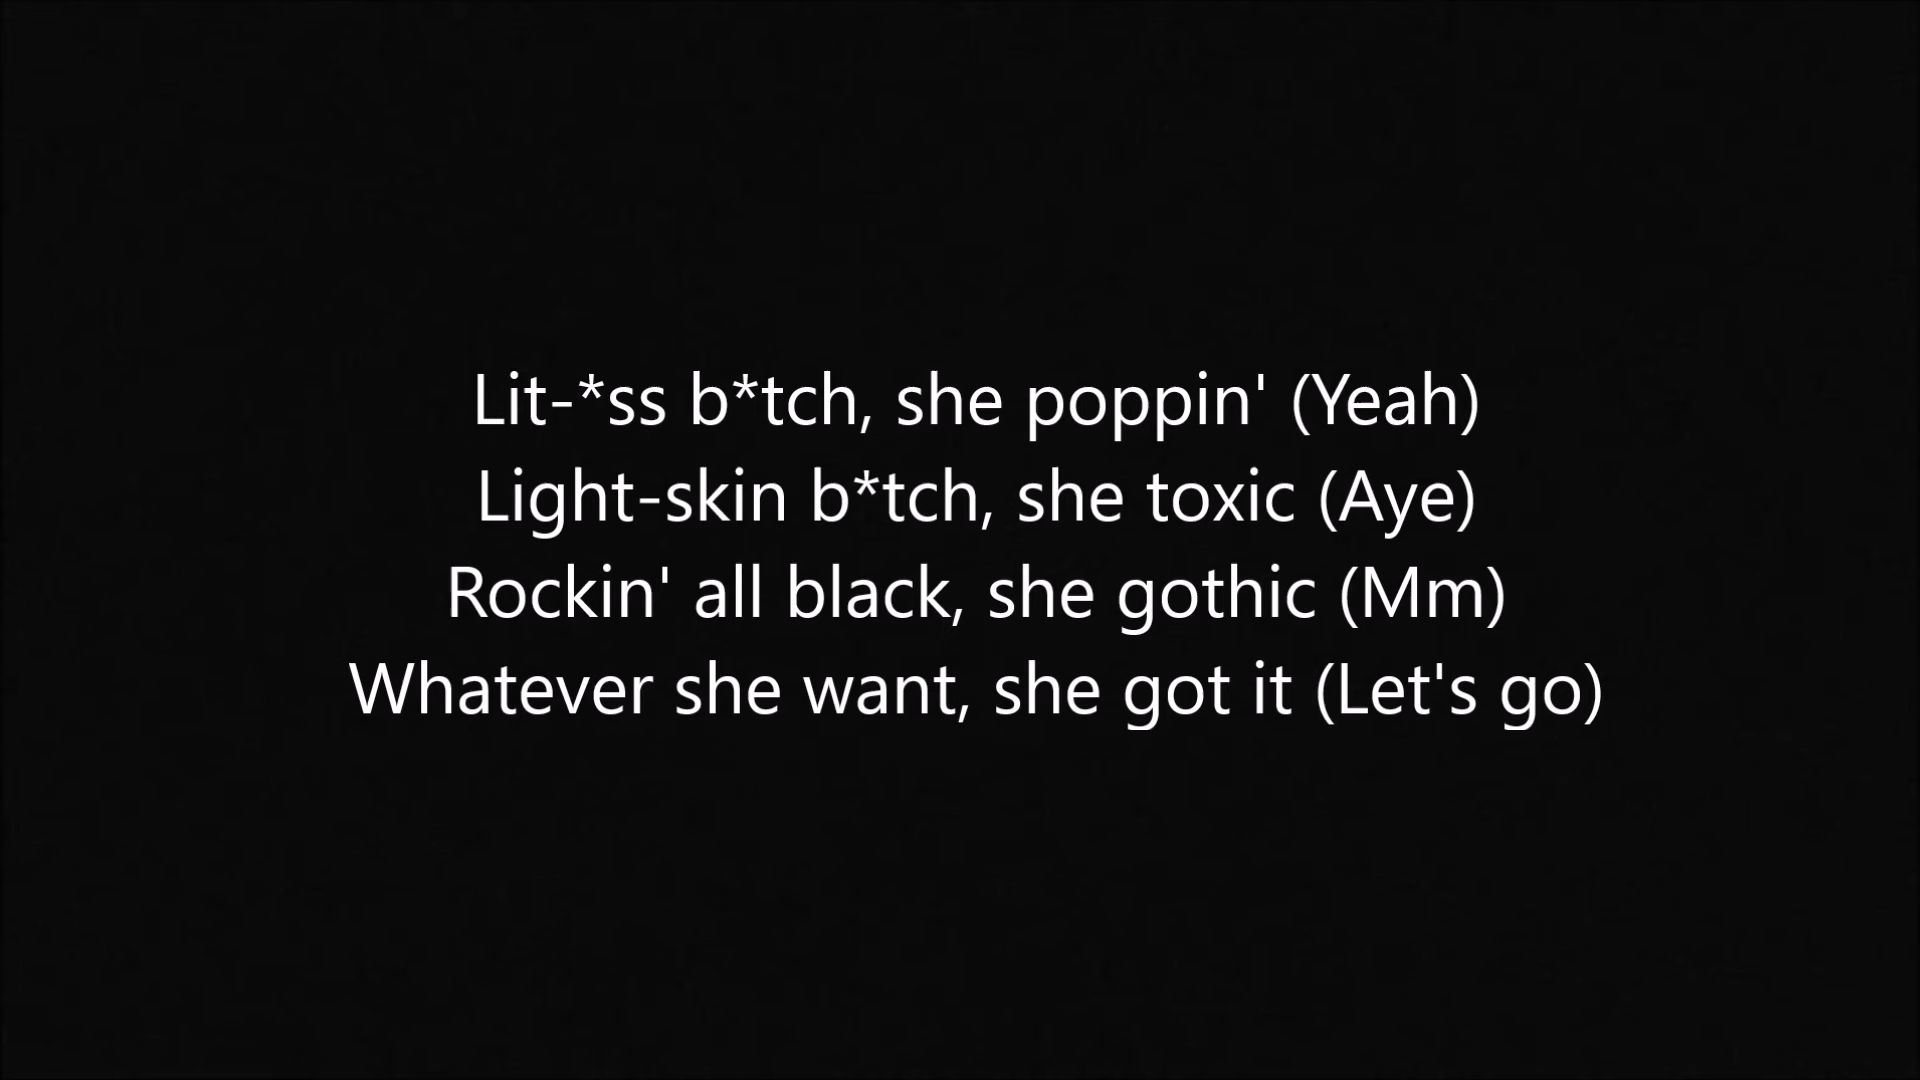 Lit-*ss b*tch, she poppin' (Yeah)
Light-skin b*tch, she toxic (Aye)
Rockin' all black, she gothic (Mm)
Whatever she want, she got it (Let's go)